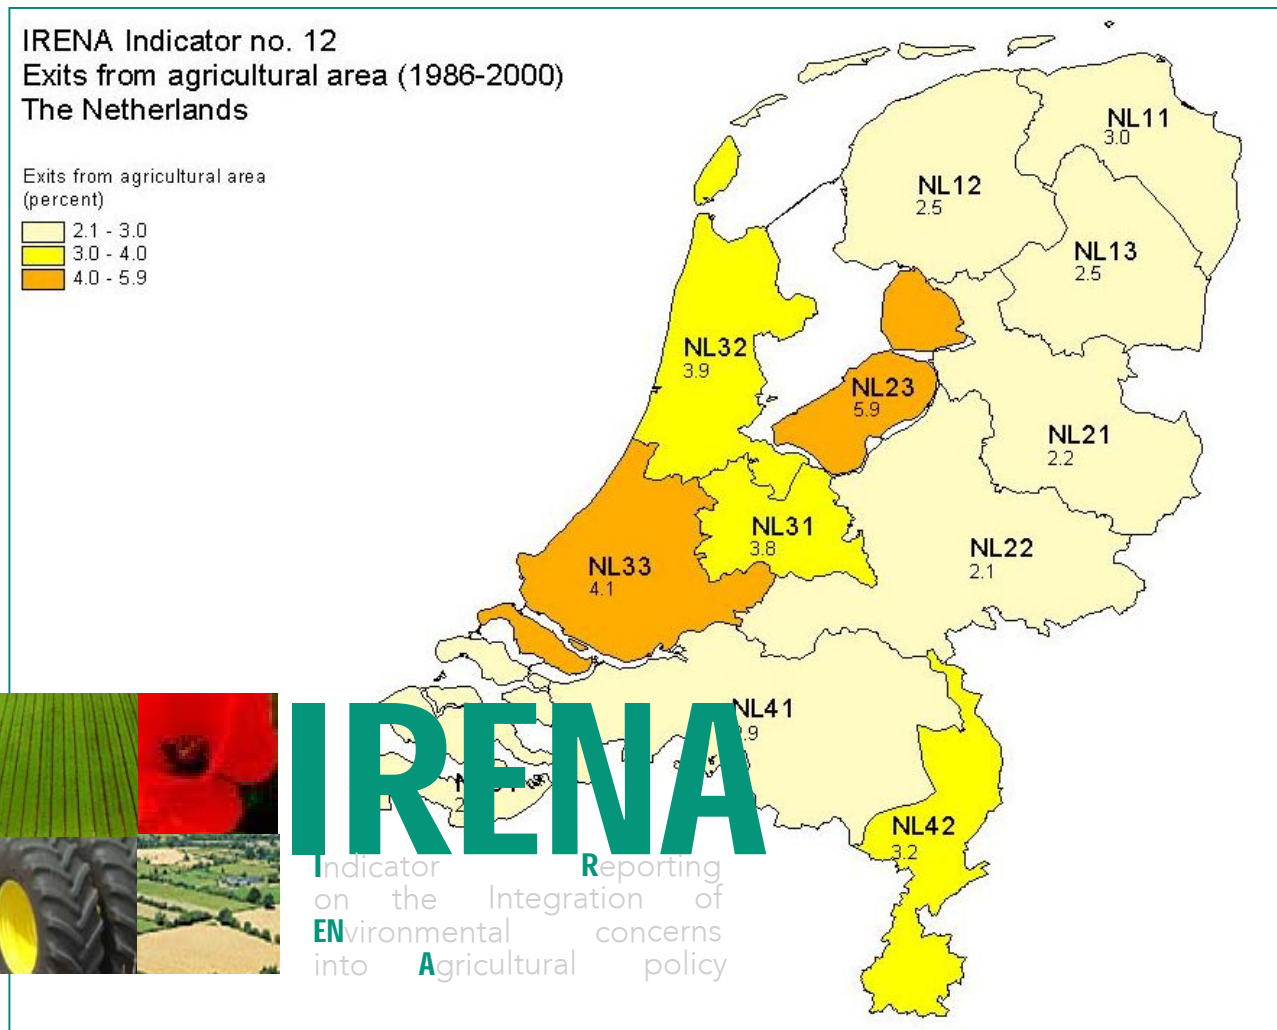 IRENA Indicator no. 12
Exits from agricultural area (1986-2000)
The Netherlands
Exits from agricultural area
(percent)
2.1 - 3.0
3.0 - 4.0
4.0 - 5.9
NL11
3.0
NL12
2.5
NL13
2.5
NL32
3.9
NL23
5.9
NL21
2.2
NL31
3.8
NL22
2.1
NL33
4.1
NL41
NL42
3.2
IRENA
Indicator Reporting
on the Integration of
ENvironmental concerns
into Agricultural policy